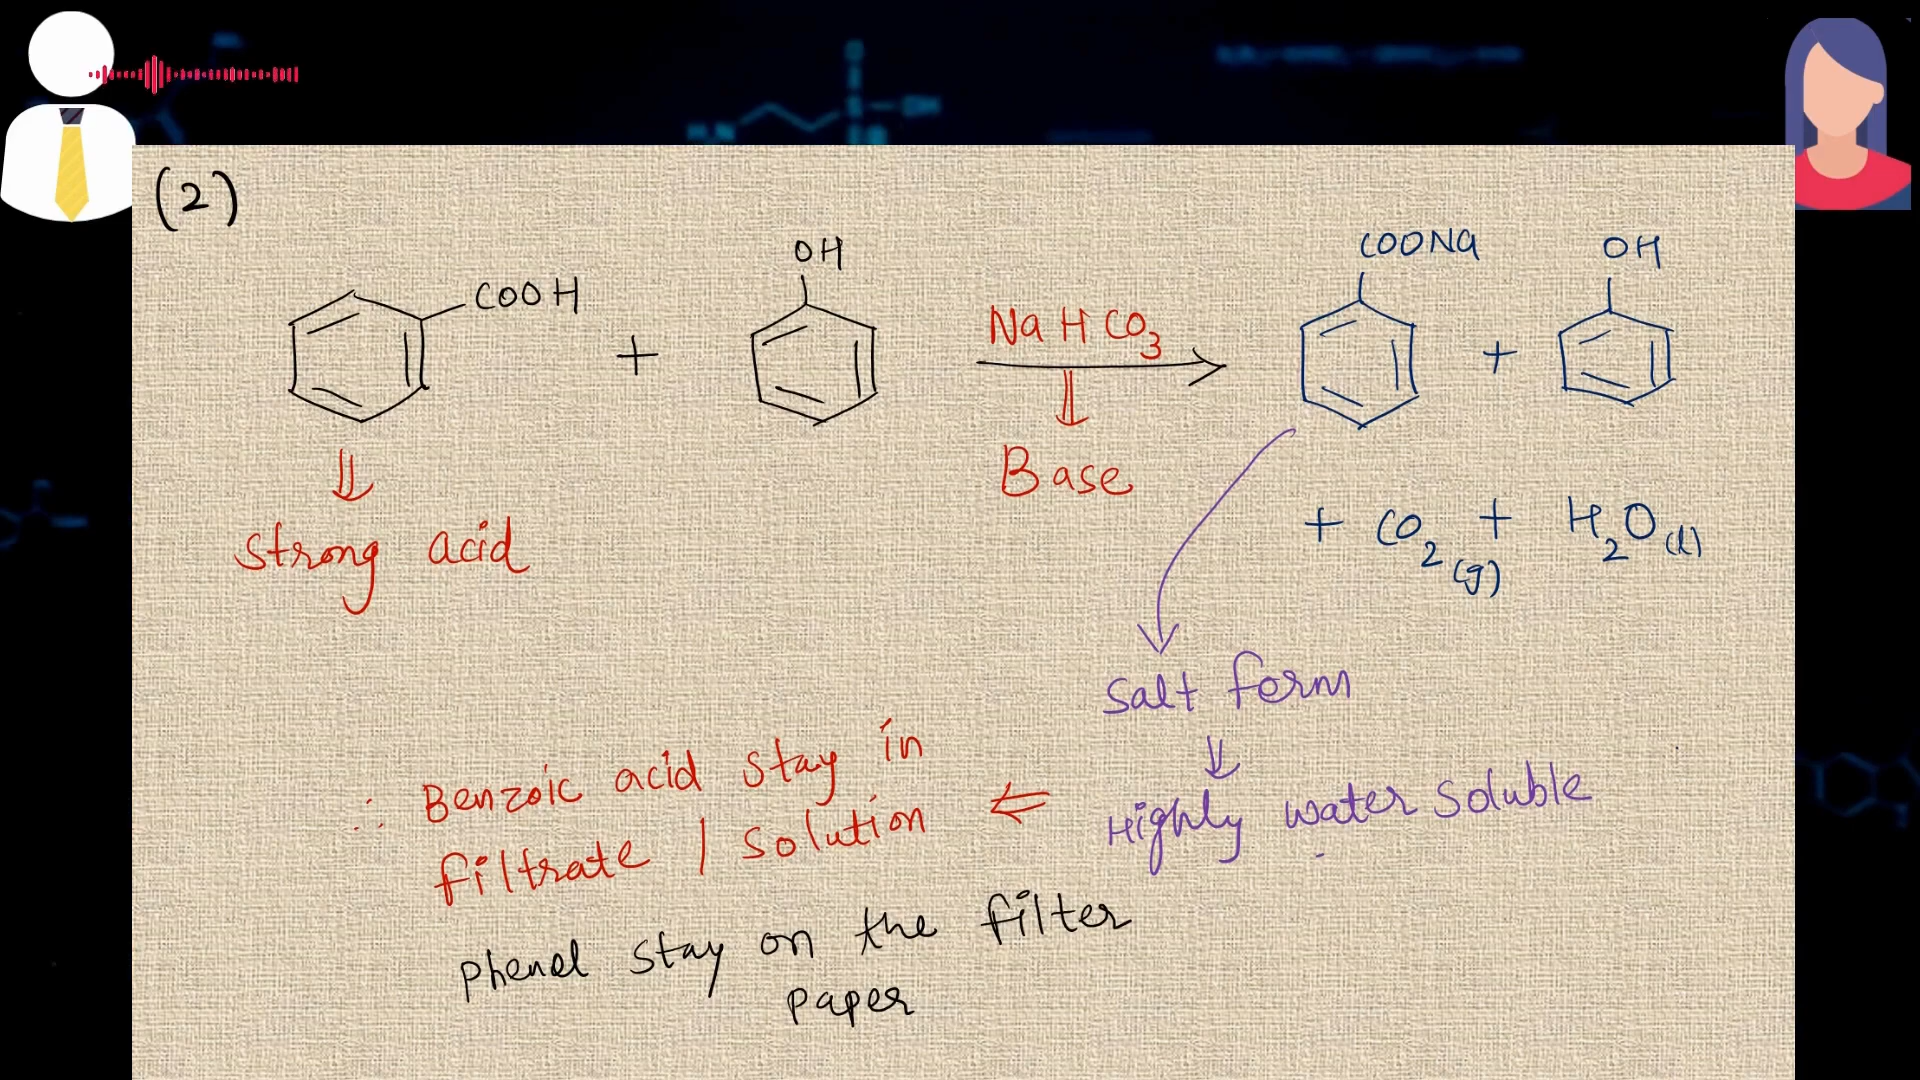 (2)
COOH + OH NaHCO3 COONa + OH
Base
Strong acid
+ CO2(g) + H2O(l)
Salt form
Highly water soluble
∴ Benzoic acid stay in
filtrate / solution
phenol stay on the filter
paper